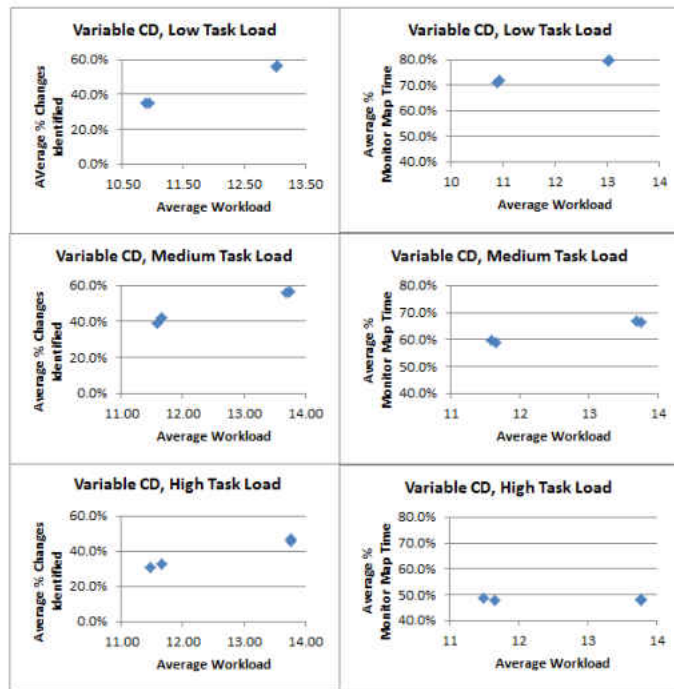 Variable CD, Low Task Load
AVerage % Changes
Identified
60.0%
40.0%
20.0%
0.0%
10.50
11.50
12.50
13.50
Average Workload
Variable CD, Low Task Load
Average %
Monitor Map Time
80.0%
70.0%
60.0%
50.0%
40.0%
10
11
12
13
14
Average Workload
Variable CD, Medium Task Load
Average % Changes
Identified
60.0%
40.0%
20.0%
0.0%
11.00
12.00
13.00
14.00
Average Workload
Variable CD, Medium Task Load
Average %
Monitor Map Time
80.0%
70.0%
60.0%
50.0%
40.0%
11
12
13
14
Average Workload
Variable CD, High Task Load
Average % Changes
Identified
60.0%
40.0%
20.0%
0.0%
11.00
12.00
13.00
14.00
Average Workload
Variable CD, High Task Load
Average %
Monitor Map Time
80.0%
70.0%
60.0%
50.0%
40.0%
11
12
13
14
Average Workload